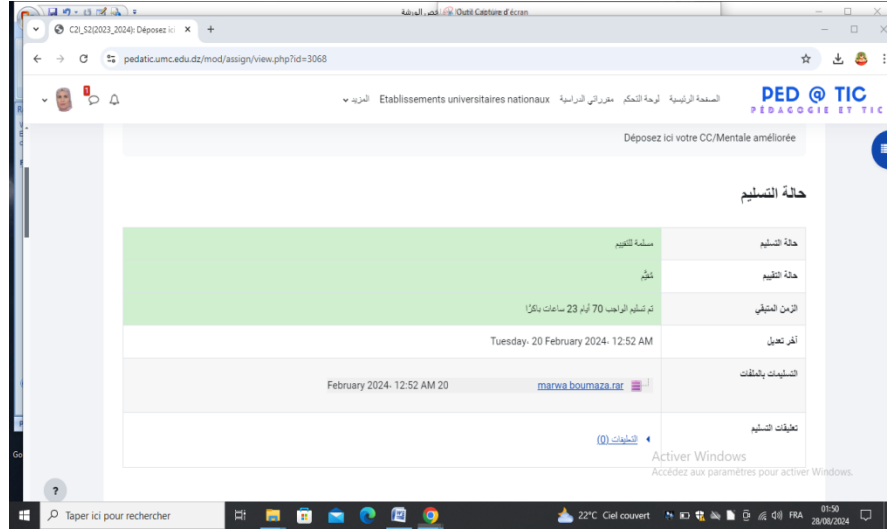 Outil Capture d'écran
C2I_S2(2023_2024): Déposez ici
pedatic.umc.edu.dz/mod/assign/view.php?id=3068
الصفحة الرئيسية لوحة التحكم مقرراتي الدراسية Etablissements universitaires nationaux المزيد
PED @ TIC
PÉDAGOGIE ET TIC
1
Déposez ici votre CC/Mentale améliorée
حالة التسليم
حالة التسليم مسلمة للتقييم
حالة التقييم مُقيَّم
الزمن المتبقي تم تسليم الواجب 70 أيام 23 ساعات باكرًا
آخر تعديل Tuesday، 20 February 2024، 12:52 AM
التسليمات بالملفات marwa boumaza.rar 20 February 2024، 12:52 AM
تعليقات التسليم التعليقات (0)
Activer Windows
Accédez aux paramètres pour activer Windows.
?
Taper ici pour rechercher
22°C Ciel couvert
FRA
01:50
28/08/2024